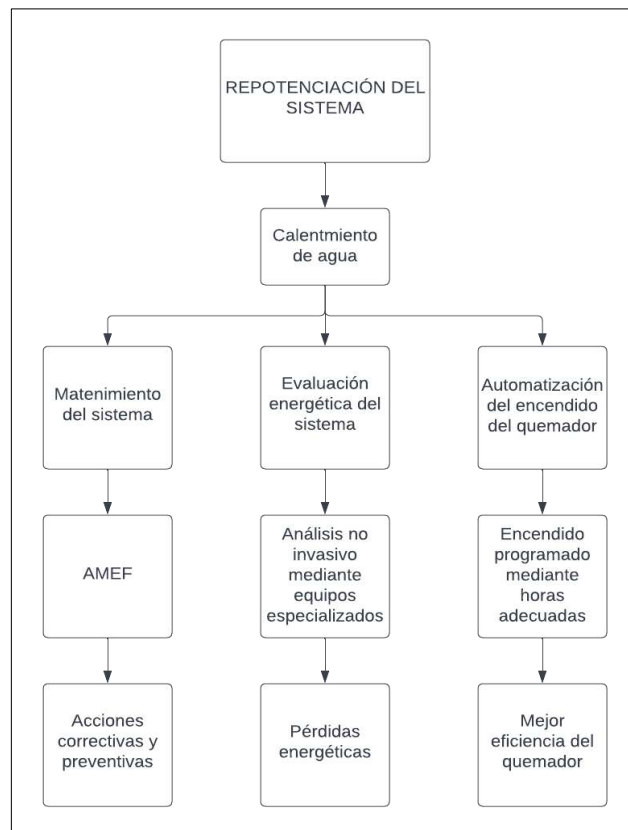 REPOTENCIACIÓN DEL
SISTEMA
Calentmiento
de agua
Matenimiento
del sistema
Evaluación
energética del
sistema
Automatización
del encendido
del quemador
AMEF
Análisis no
invasivo
mediante
equipos
especializados
Encendido
programado
mediante
horas
adecuadas
Acciones
correctivas y
preventivas
Pérdidas
energéticas
Mejor
eficiencia del
quemador